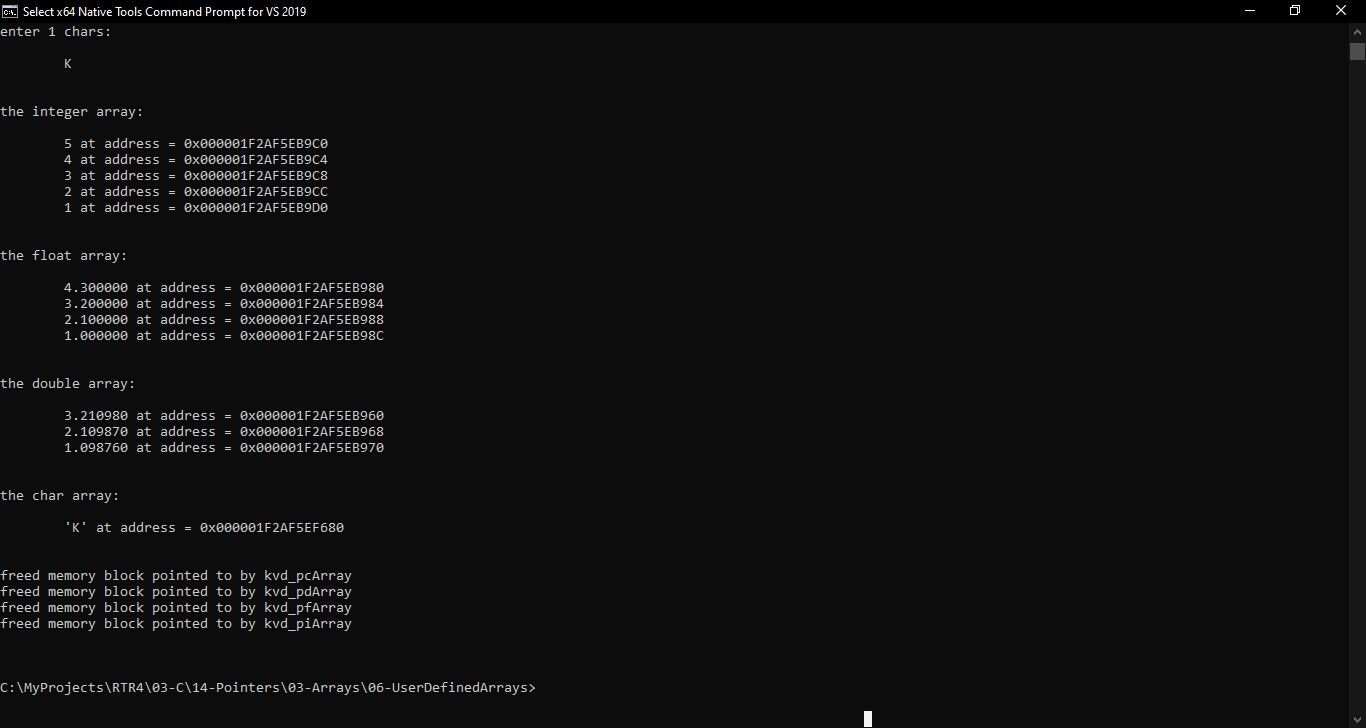 Select x64 Native Tools Command Prompt for VS 2019
enter 1 chars:
K
the integer array:
5 at address = 0x000001F2AF5EB9C0
4 at address = 0x000001F2AF5EB9C4
3 at address = 0x000001F2AF5EB9C8
2 at address = 0x000001F2AF5EB9CC
1 at address = 0x000001F2AF5EB9D0
the float array:
4.300000 at address = 0x000001F2AF5EB980
3.200000 at address = 0x000001F2AF5EB984
2.100000 at address = 0x000001F2AF5EB988
1.000000 at address = 0x000001F2AF5EB98C
the double array:
3.210980 at address = 0x000001F2AF5EB960
2.109870 at address = 0x000001F2AF5EB968
1.098760 at address = 0x000001F2AF5EB970
the char array:
'K' at address = 0x000001F2AF5EF680
freed memory block pointed to by kvd_pcArray
freed memory block pointed to by kvd_pdArray
freed memory block pointed to by kvd_pfArray
freed memory block pointed to by kvd_piArray
C:\MyProjects\RTR4\03-C\14-Pointers\03-Arrays\06-UserDefinedArrays>